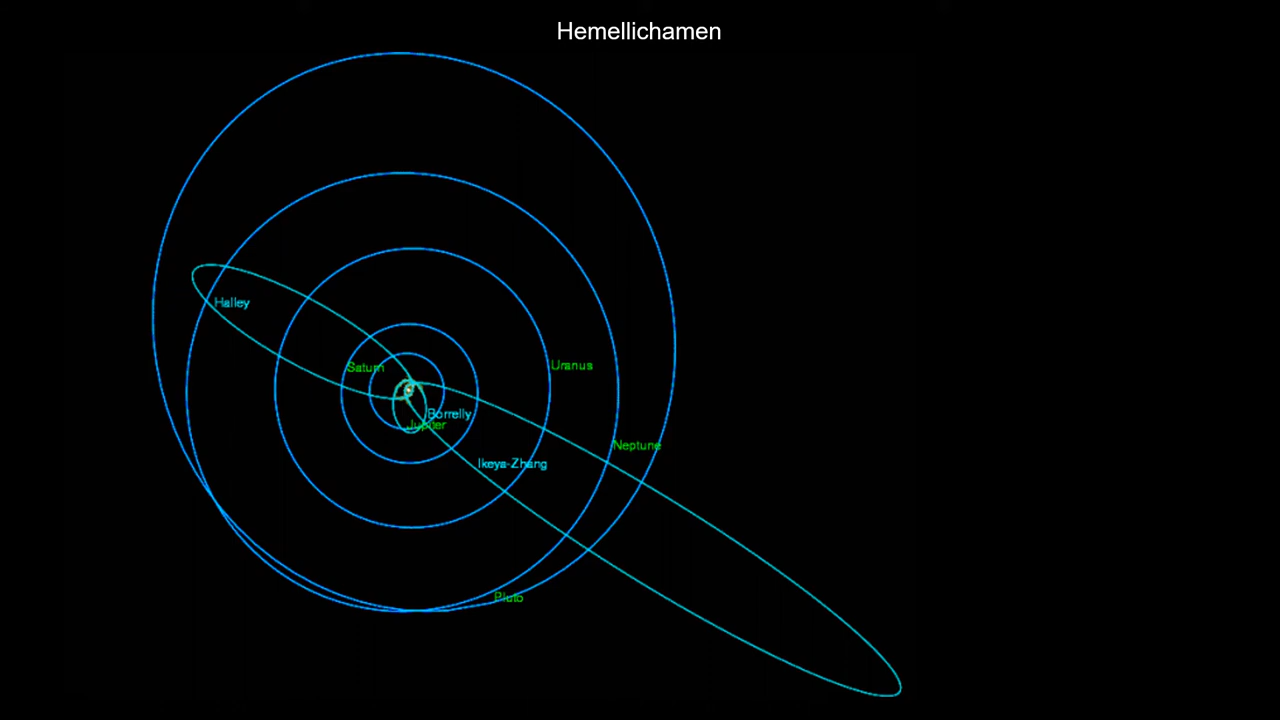 Hemellichamen
Halley
Saturn
Uranus
Borrelly
Jupiter
Neptune
Ikeya-Zhang
Pluto